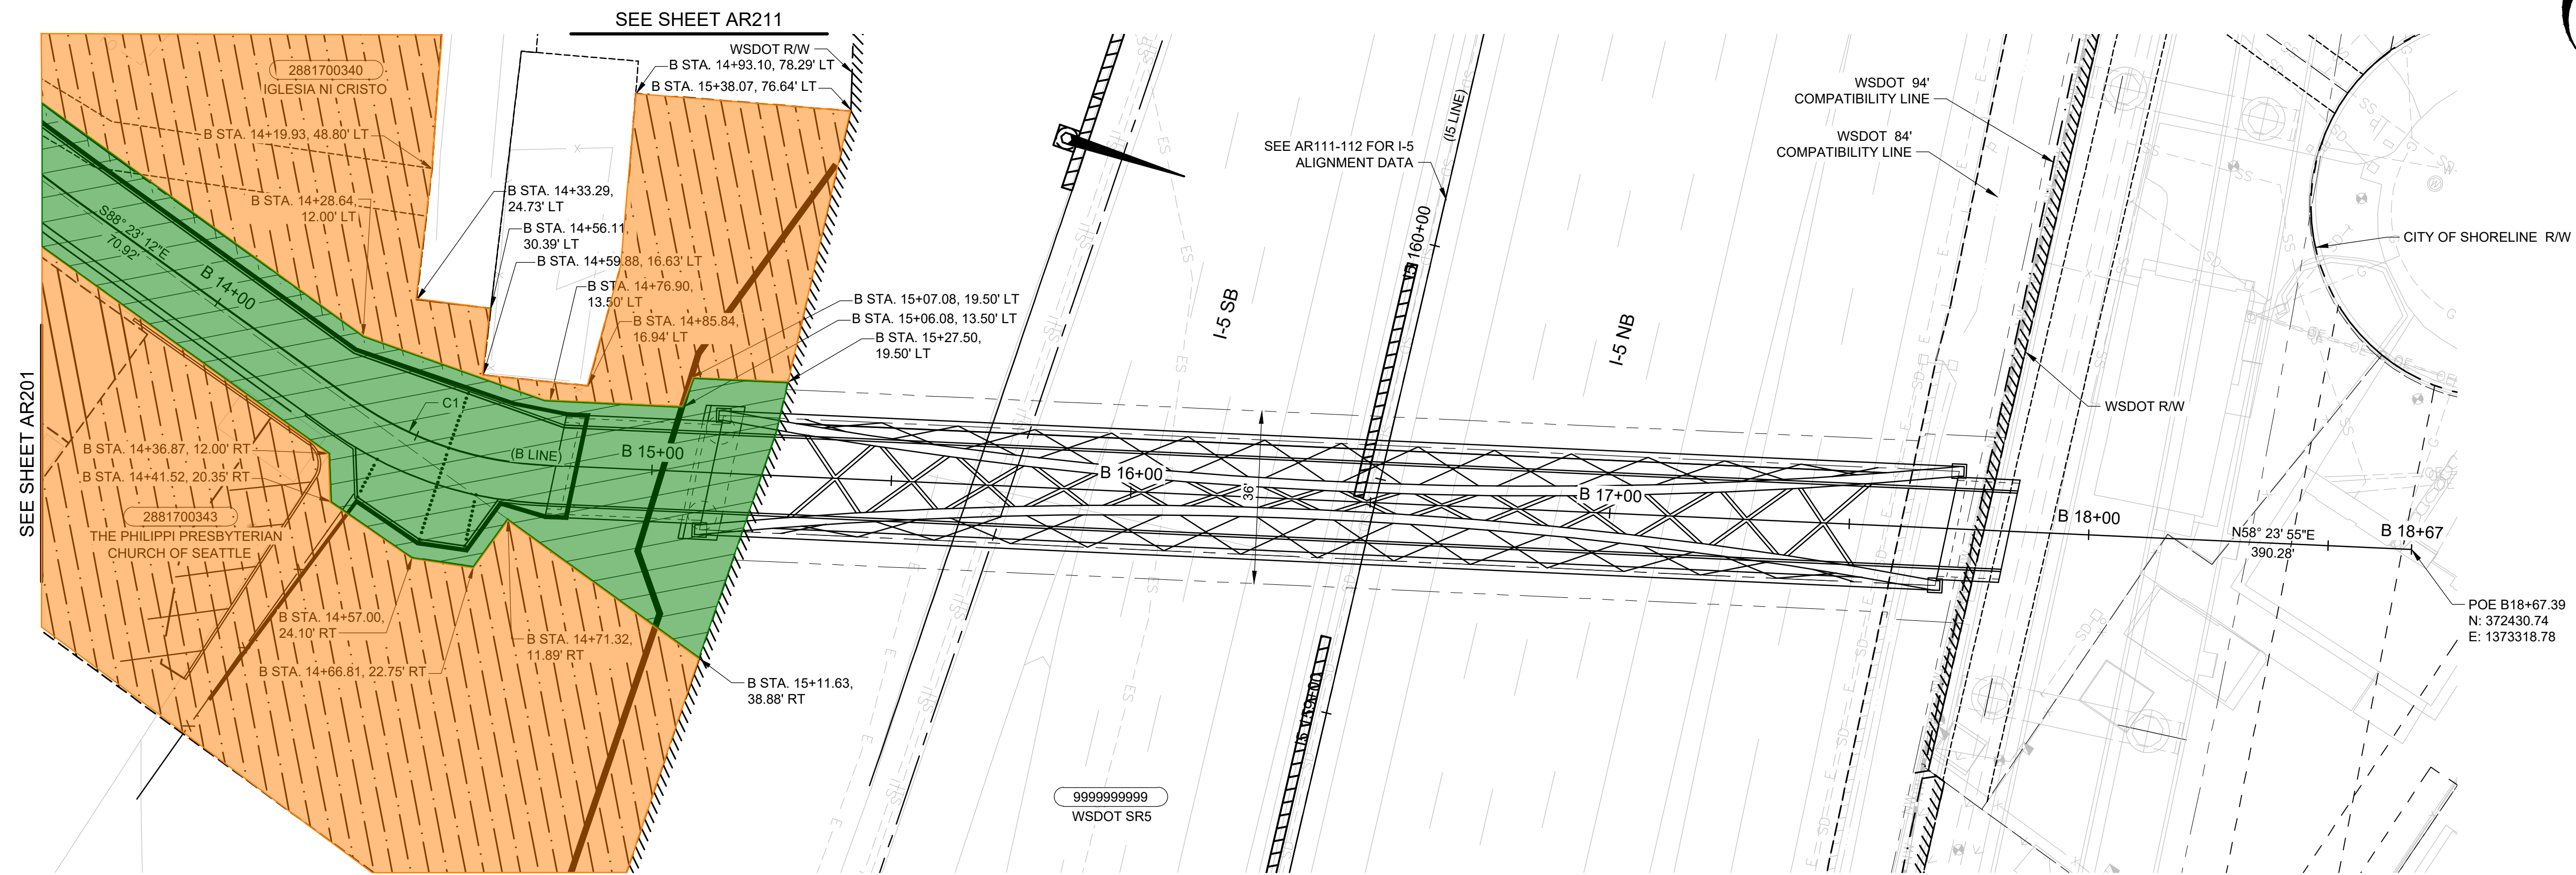 SEE SHEET AR211
WSDOT R/W
B STA. 14+93.10, 78.29' LT
B STA. 15+38.07, 76.64' LT
2881700340
IGLESIA NI CRISTO
B STA. 14+19.93, 48.80' LT
B STA. 14+28.64,
12.00' LT
B STA. 14+33.29,
24.73' LT
B STA. 14+56.11,
30.39' LT
B STA. 14+59.88, 16.63' LT
B STA. 14+76.90,
13.50' LT
B STA. 14+85.84,
16.94' LT
B STA. 15+07.08, 19.50' LT
B STA. 15+06.08, 13.50' LT
B STA. 15+27.50,
19.50' LT
S88° 23' 12"E
70.92'
B 14+00
C1
(B LINE)
B 15+00
SEE SHEET AR201
B STA. 14+36.87, 12.00' RT
B STA. 14+41.52, 20.35' RT
2881700343
THE PHILIPPI PRESBYTERIAN
CHURCH OF SEATTLE
B STA. 14+57.00,
24.10' RT
B STA. 14+66.81, 22.75' RT
B STA. 14+71.32,
11.89' RT
B STA. 15+11.63,
38.88' RT
SEE AR111-112 FOR I-5
ALIGNMENT DATA
(I5 LINE)
I5 160+00
I-5 SB
I-5 NB
B 16+00
36'
B 17+00
9999999999
WSDOT SR5
WSDOT 94'
COMPATIBILITY LINE
WSDOT 84'
COMPATIBILITY LINE
CITY OF SHORELINE R/W
WSDOT R/W
B 18+00
N58° 23' 55"E
390.28'
B 18+67
POE B18+67.39
N: 372430.74
E: 1373318.78